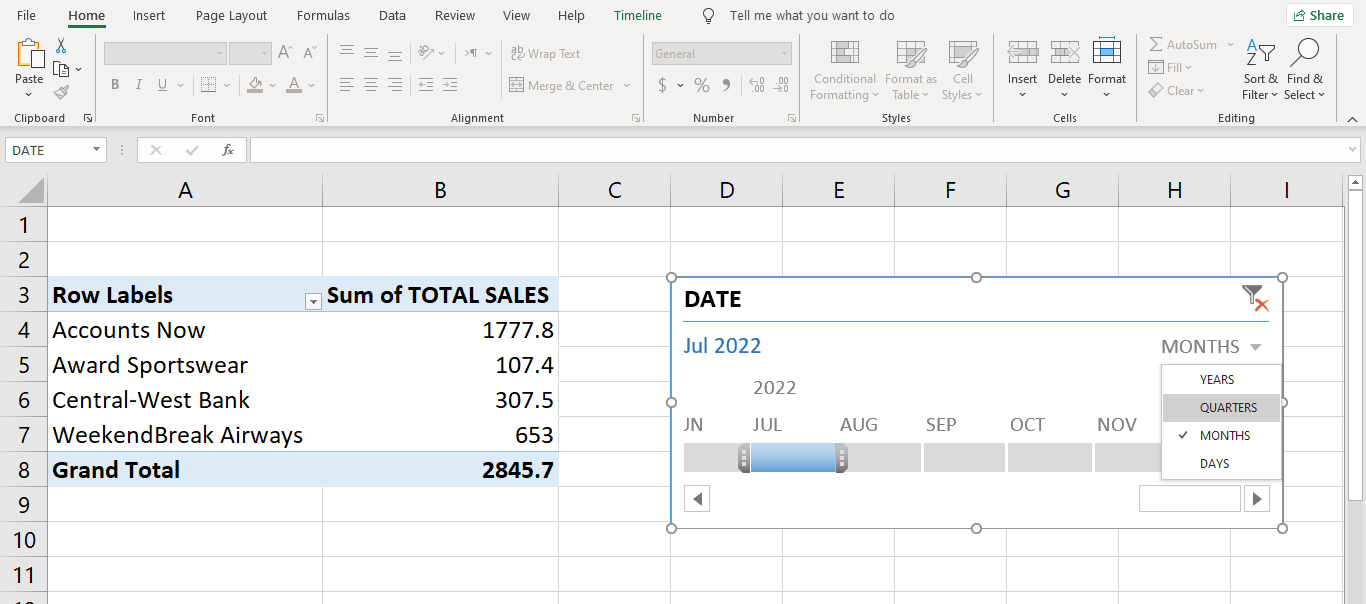 File Home Insert Page Layout Formulas Data Review View Help Timeline Tell me what you want to do Share
Paste
Clipboard
B I U A
Font
ab Wrap Text
Merge & Center
Alignment
General
$ % ,
Number
Conditional Formatting
Format as Table
Cell Styles
Styles
Insert Delete Format
Cells
AutoSum
Fill
Clear
Sort & Filter
Find & Select
Editing
DATE fx
A B C D E F G H I
1
2
3 Row Labels Sum of TOTAL SALES
4 Accounts Now 1777.8
5 Award Sportswear 107.4
6 Central-West Bank 307.5
7 WeekendBreak Airways 653
8 Grand Total 2845.7
9
10
11
DATE
Jul 2022 MONTHS
2022
UN JUL AUG SEP OCT NOV
YEARS
QUARTERS
MONTHS
DAYS